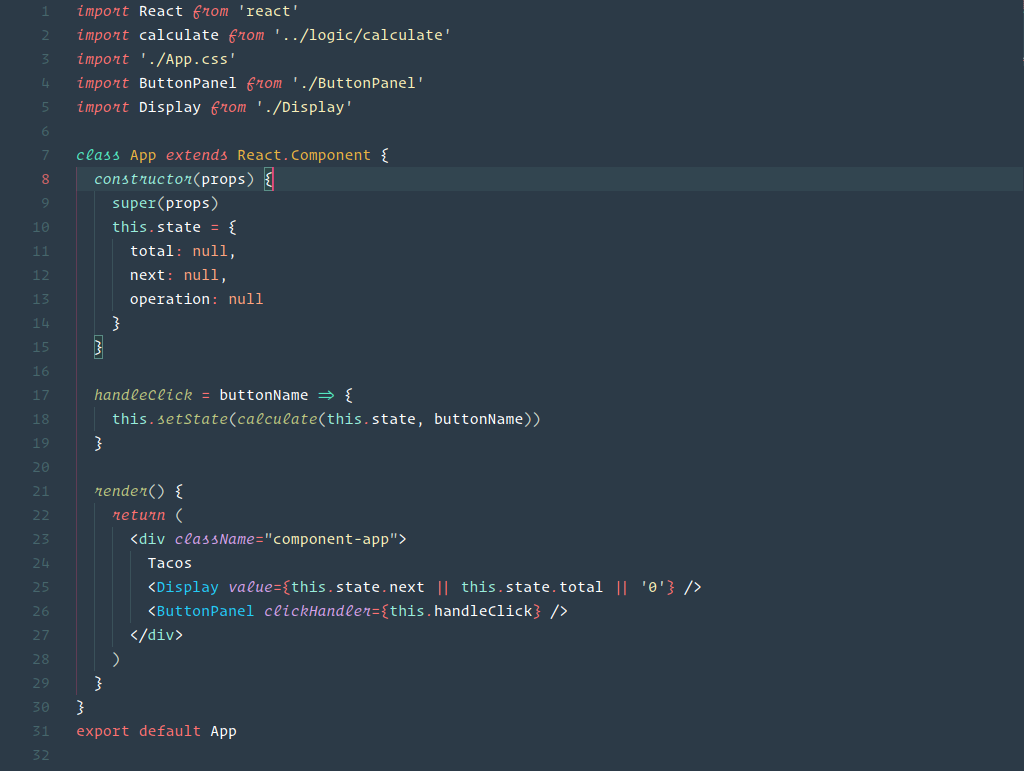 1 import React from 'react'
2 import calculate from '../logic/calculate'
3 import './App.css'
4 import ButtonPanel from './ButtonPanel'
5 import Display from './Display'
6
7 class App extends React.Component {
8   constructor(props) {
9     super(props)
10     this.state = {
11       total: null,
12       next: null,
13       operation: null
14     }
15   }
16
17   handleClick = buttonName => {
18     this.setState(calculate(this.state, buttonName))
19   }
20
21   render() {
22     return (
23       <div className="component-app">
24         Tacos
25         <Display value={this.state.next || this.state.total || '0'} />
26         <ButtonPanel clickHandler={this.handleClick} />
27       </div>
28     )
29   }
30 }
31 export default App
32